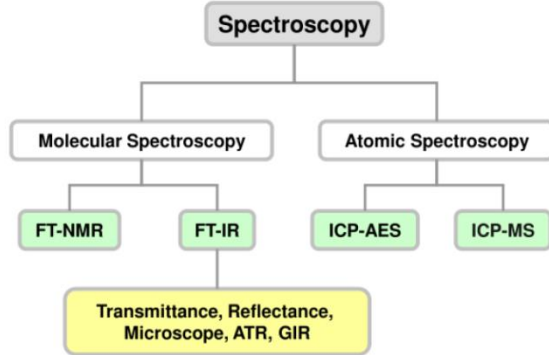 Spectroscopy
Molecular Spectroscopy
Atomic Spectroscopy
FT-NMR
FT-IR
ICP-AES
ICP-MS
Transmittance, Reflectance,
Microscope, ATR, GIR